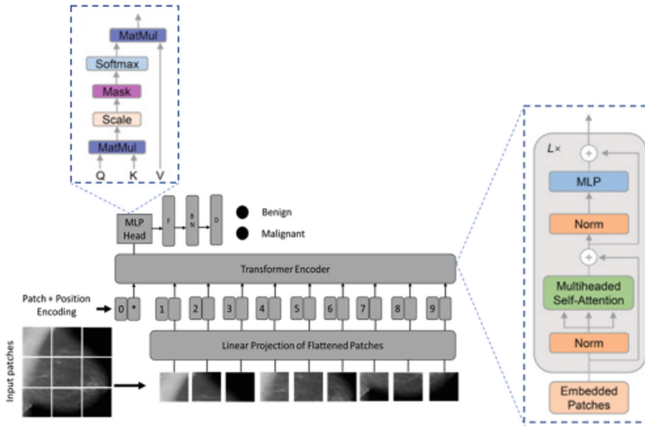 MatMul
Softmax
Mask
Scale
MatMul
Q K V
MLP
Head
F
B
N
D
Benign
Malignant
Transformer Encoder
Patch + Position
Encoding
0 * 1 2 3 4 5 6 7 8 9
Linear Projection of Flattened Patches
Input patches
L×
+
MLP
Norm
+
Multiheaded
Self-Attention
Norm
Embedded
Patches